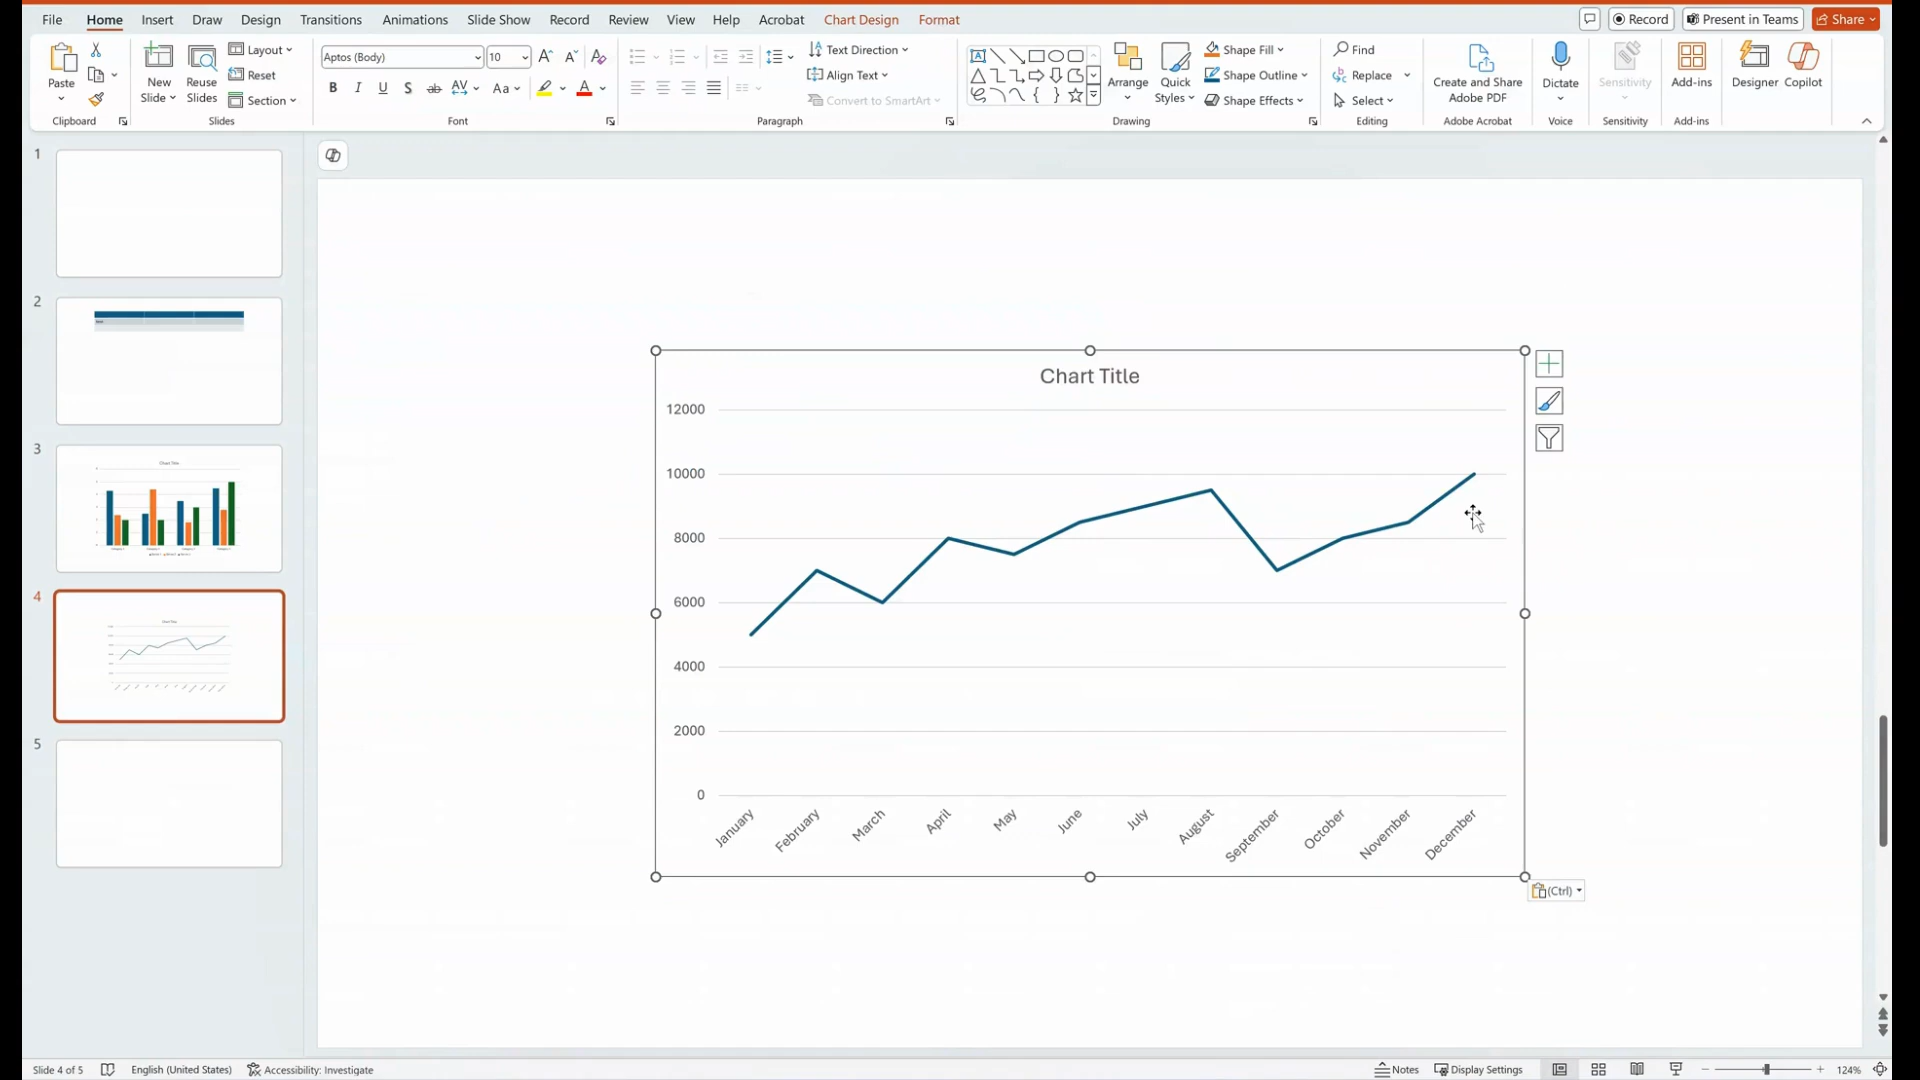 File Home Insert Draw Design Transitions Animations Slide Show Record Review View Help Acrobat Chart Design Format Record Present in Teams Share
Paste
Clipboard
New Slide
Reuse Slides
Layout
Reset
Section
Slides
Aptos (Body) 10
B I U S ab AV Aa A
Font
Text Direction
Align Text
Convert to SmartArt
Paragraph
Arrange
Quick Styles
Shape Fill
Shape Outline
Shape Effects
Drawing
Find
Replace
Select
Editing
Create and Share Adobe PDF
Adobe Acrobat
Dictate
Voice
Sensitivity
Sensitivity
Add-ins
Add-ins
Designer
Copilot
1
2
3
Chart Title
4
5
Chart Title
12000
10000
8000
6000
4000
2000
0
January February March April May June July August September October November December
(Ctrl)
Slide 4 of 5 English (United States) Accessibility: Investigate Notes Display Settings 124%